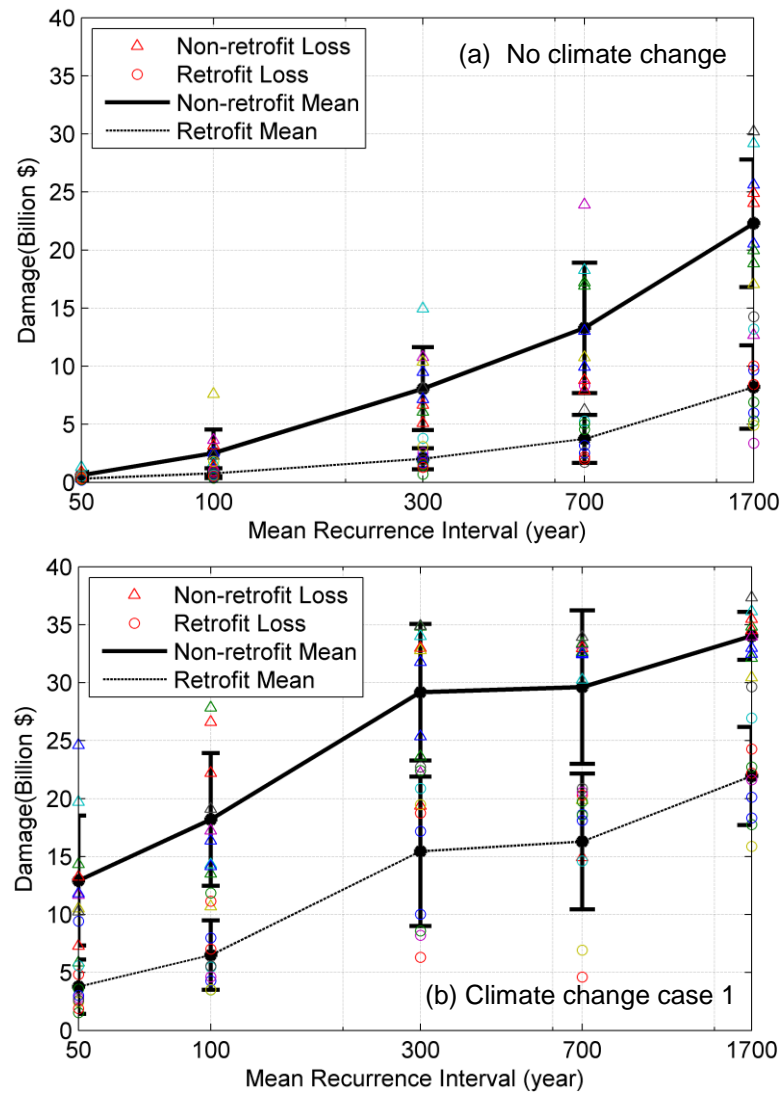 40
35
30
25
20
15
10
5
0
Damage(Billion $)
Non-retrofit Loss
Retrofit Loss
Non-retrofit Mean
Retrofit Mean
(a) No climate change
50 100 300 700 1700
Mean Recurrence Interval (year)
40
35
30
25
20
15
10
5
0
Damage(Billion $)
Non-retrofit Loss
Retrofit Loss
Non-retrofit Mean
Retrofit Mean
(b) Climate change case 1
50 100 300 700 1700
Mean Recurrence Interval (year)